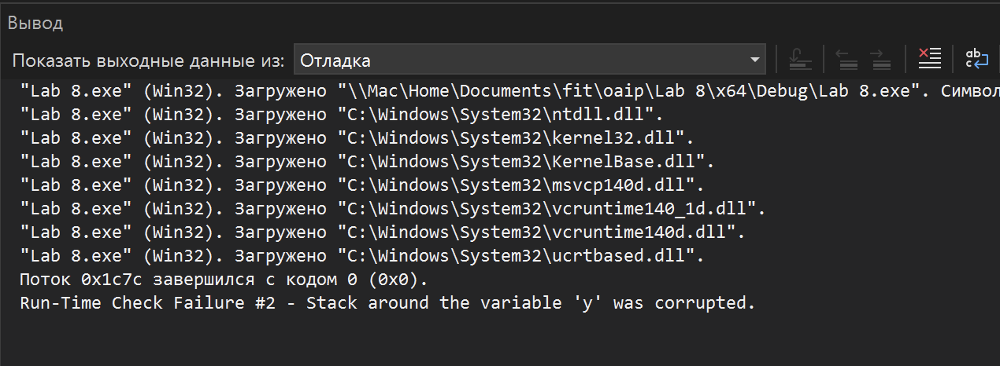 Вывод
Показать выходные данные из: Отладка
abc
"Lab 8.exe" (Win32). Загружено "\\Mac\Home\Documents\fit\oaip\Lab 8\x64\Debug\Lab 8.exe". Символ
"Lab 8.exe" (Win32). Загружено "C:\Windows\System32\ntdll.dll".
"Lab 8.exe" (Win32). Загружено "C:\Windows\System32\kernel32.dll".
"Lab 8.exe" (Win32). Загружено "C:\Windows\System32\KernelBase.dll".
"Lab 8.exe" (Win32). Загружено "C:\Windows\System32\msvcp140d.dll".
"Lab 8.exe" (Win32). Загружено "C:\Windows\System32\vcruntime140_1d.dll".
"Lab 8.exe" (Win32). Загружено "C:\Windows\System32\vcruntime140d.dll".
"Lab 8.exe" (Win32). Загружено "C:\Windows\System32\ucrtbased.dll".
Поток 0x1c7c завершился с кодом 0 (0x0).
Run-Time Check Failure #2 - Stack around the variable 'y' was corrupted.